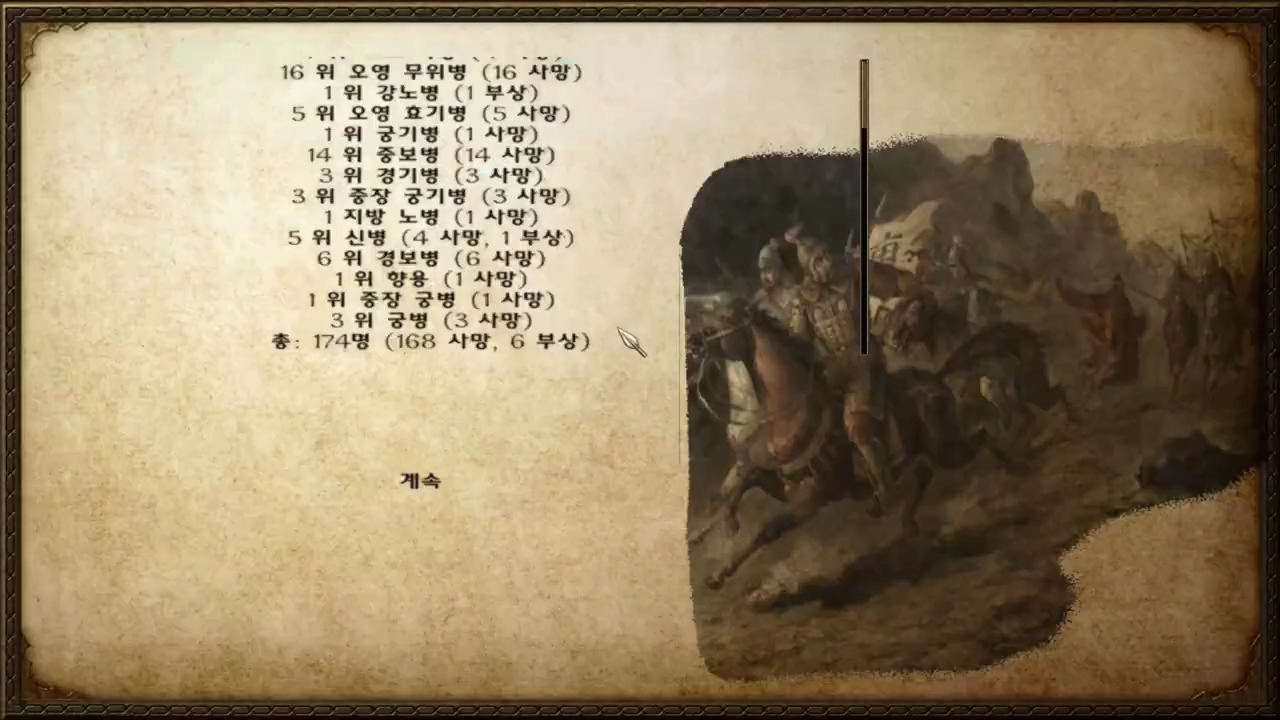 16 위 오영 무위병 (16 사망)
1 위 강노병 (1 부상)
5 위 오영 효기병 (5 사망)
1 위 궁기병 (1 사망)
14 위 중보병 (14 사망)
3 위 경기병 (3 사망)
3 위 중장 궁기병 (3 사망)
1 지방 노병 (1 사망)
5 위 신병 (4 사망, 1 부상)
6 위 경보병 (6 사망)
1 위 향용 (1 사망)
1 위 중장 궁병 (1 사망)
3 위 궁병 (3 사망)
총: 174명 (168 사망, 6 부상)
계속